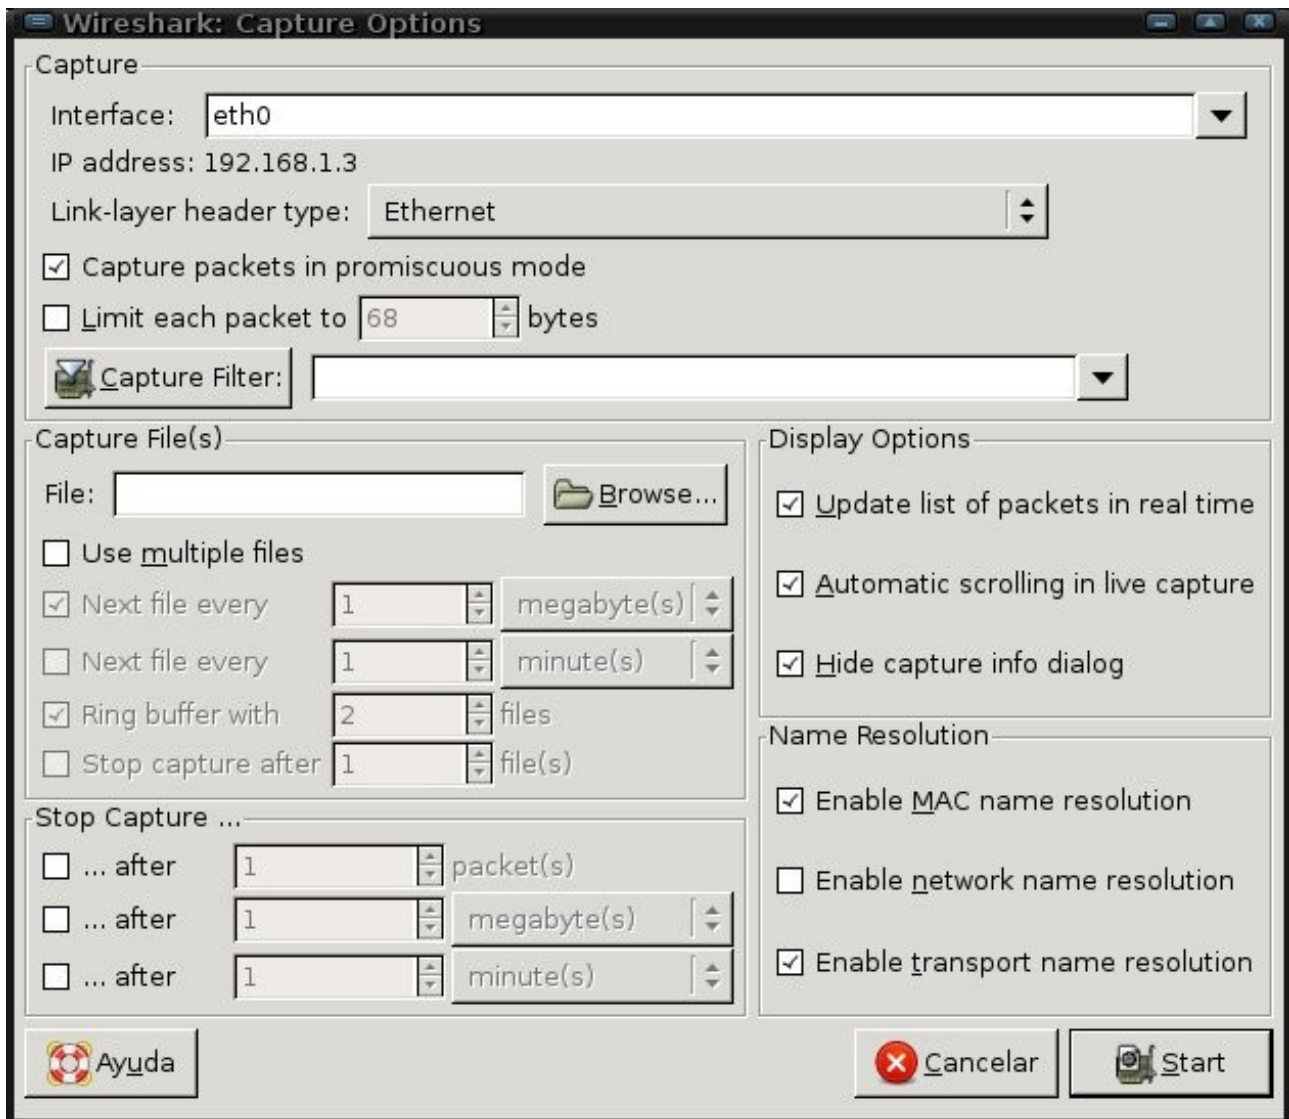 Wireshark: Capture Options
Capture
Interface: eth0
IP address: 192.168.1.3
Link-layer header type: Ethernet
Capture packets in promiscuous mode
Limit each packet to 68 bytes
Capture Filter:
Capture File(s)
File: Browse...
Use multiple files
Next file every 1 megabyte(s)
Next file every 1 minute(s)
Ring buffer with 2 files
Stop capture after 1 file(s)
Stop Capture ...
... after 1 packet(s)
... after 1 megabyte(s)
... after 1 minute(s)
Display Options
Update list of packets in real time
Automatic scrolling in live capture
Hide capture info dialog
Name Resolution
Enable MAC name resolution
Enable network name resolution
Enable transport name resolution
Ayuda Cancelar Start